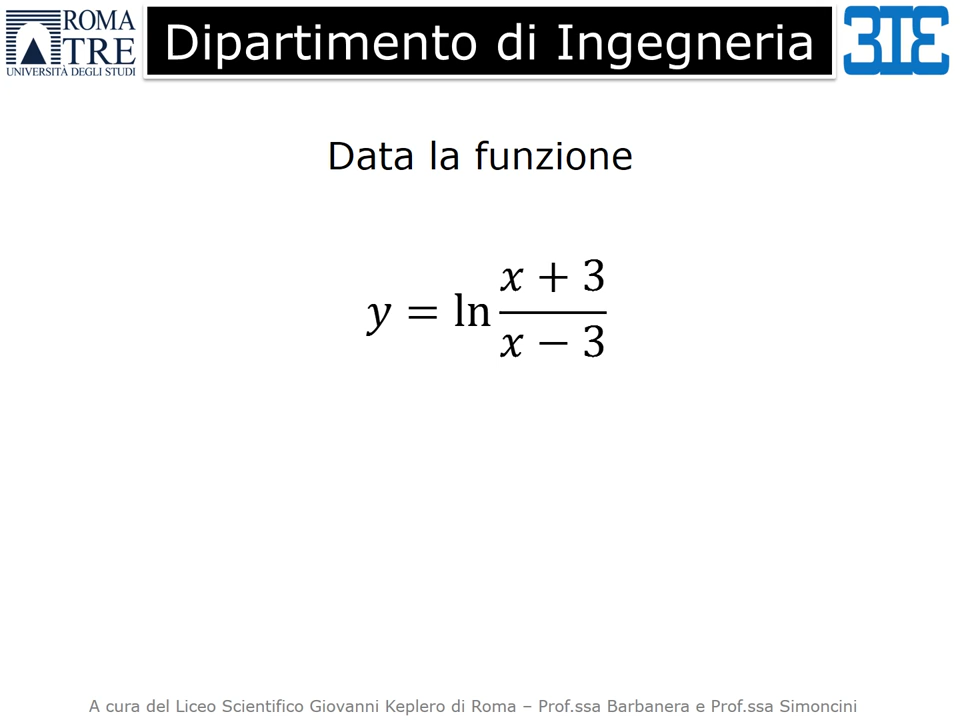 ROMA
TRE
UNIVERSITÀ DEGLI STUDI
Dipartimento di Ingegneria
3TE
Data la funzione
y = ln (x + 3)/(x − 3)
A cura del Liceo Scientifico Giovanni Keplero di Roma – Prof.ssa Barbanera e Prof.ssa Simoncini